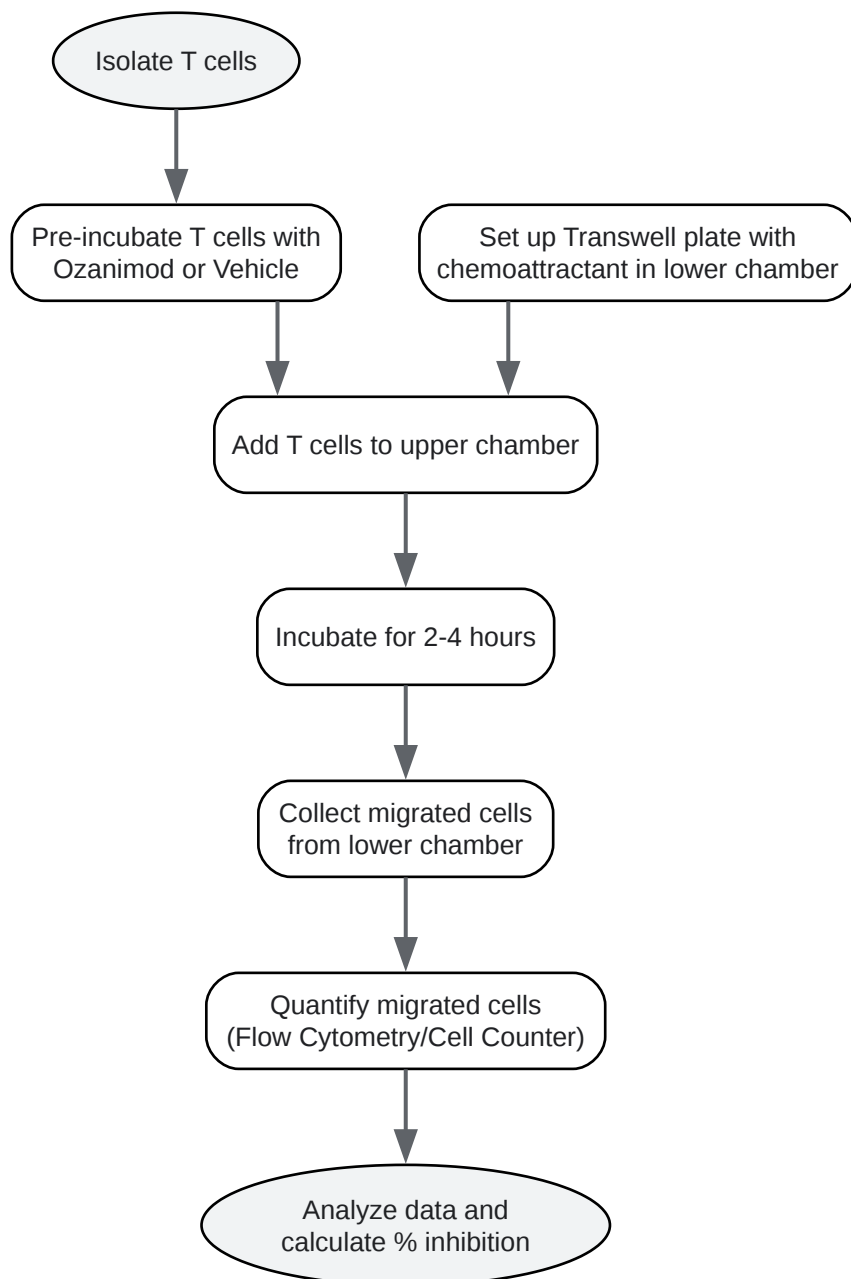 Isolate T cells
Pre-incubate T cells with
Ozanimod or Vehicle
Set up Transwell plate with
chemoattractant in lower chamber
Add T cells to upper chamber
Incubate for 2-4 hours
Collect migrated cells
from lower chamber
Quantify migrated cells
(Flow Cytometry/Cell Counter)
Analyze data and
calculate % inhibition